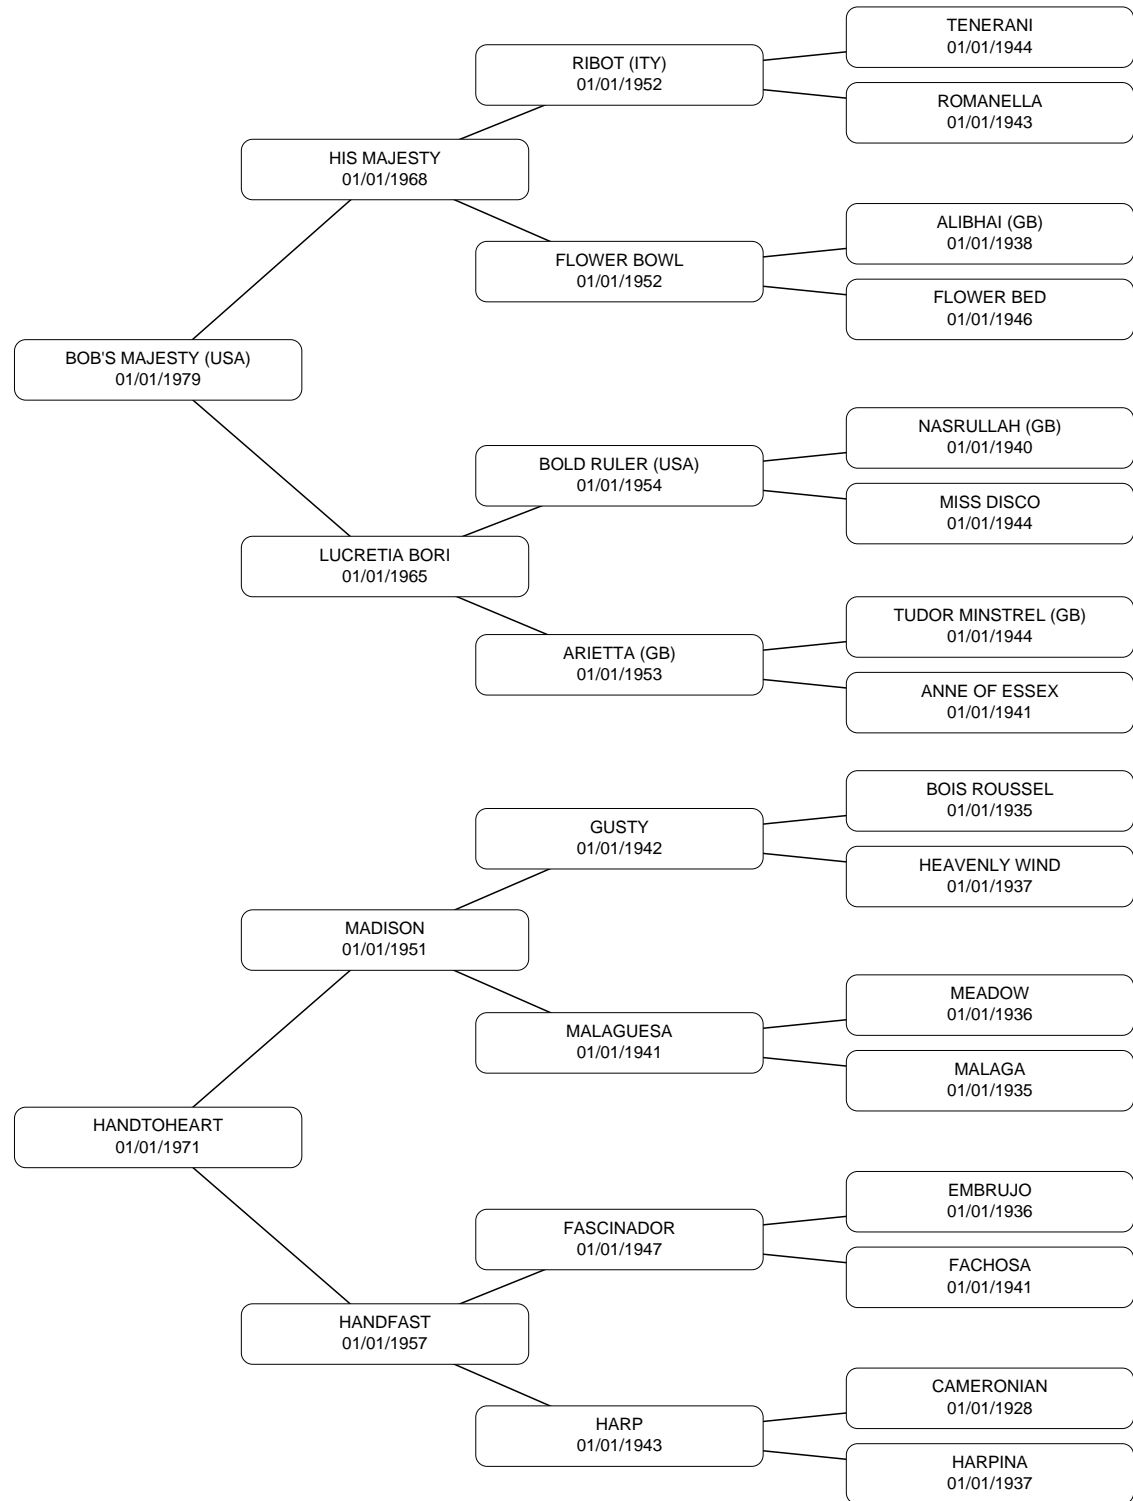 TENERANI
01/01/1944
RIBOT (ITY)
01/01/1952
ROMANELLA
01/01/1943
HIS MAJESTY
01/01/1968
ALIBHAI (GB)
01/01/1938
FLOWER BOWL
01/01/1952
FLOWER BED
01/01/1946
BOB'S MAJESTY (USA)
01/01/1979
NASRULLAH (GB)
01/01/1940
BOLD RULER (USA)
01/01/1954
MISS DISCO
01/01/1944
LUCRETIA BORI
01/01/1965
TUDOR MINSTREL (GB)
01/01/1944
ARIETTA (GB)
01/01/1953
ANNE OF ESSEX
01/01/1941
BOIS ROUSSEL
01/01/1935
GUSTY
01/01/1942
HEAVENLY WIND
01/01/1937
MADISON
01/01/1951
MEADOW
01/01/1936
MALAGUESA
01/01/1941
MALAGA
01/01/1935
HANDTOHEART
01/01/1971
EMBRUJO
01/01/1936
FASCINADOR
01/01/1947
FACHOSA
01/01/1941
HANDFAST
01/01/1957
CAMERONIAN
01/01/1928
HARP
01/01/1943
HARPINA
01/01/1937